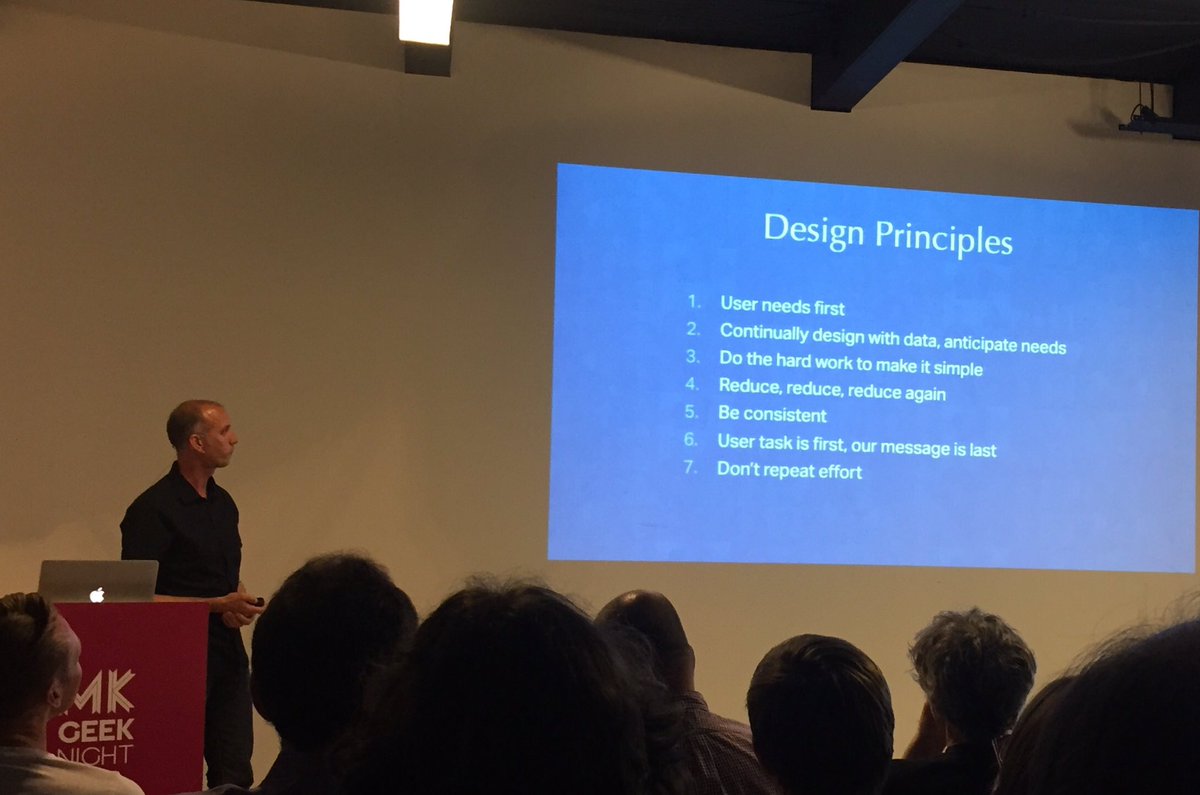 Design Principles
1. User needs first
2. Continually design with data, anticipate needs
3. Do the hard work to make it simple
4. Reduce, reduce, reduce again
5. Be consistent
6. User task is first, our message is last
7. Don't repeat effort
MK
GEEK
NIGHT